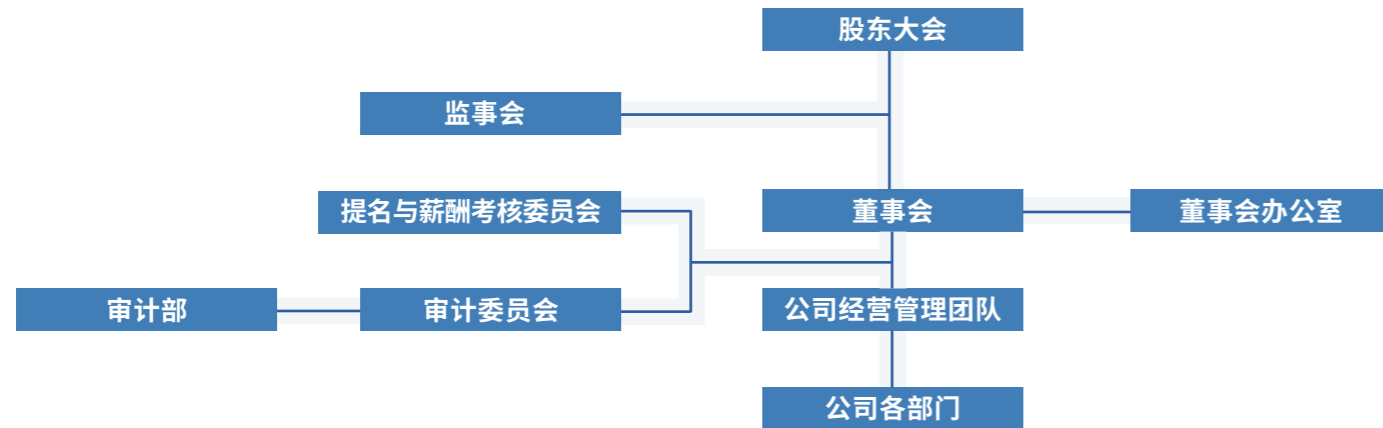 股东大会
监事会
提名与薪酬考核委员会
董事会
董事会办公室
审计部
审计委员会
公司经营管理团队
公司各部门